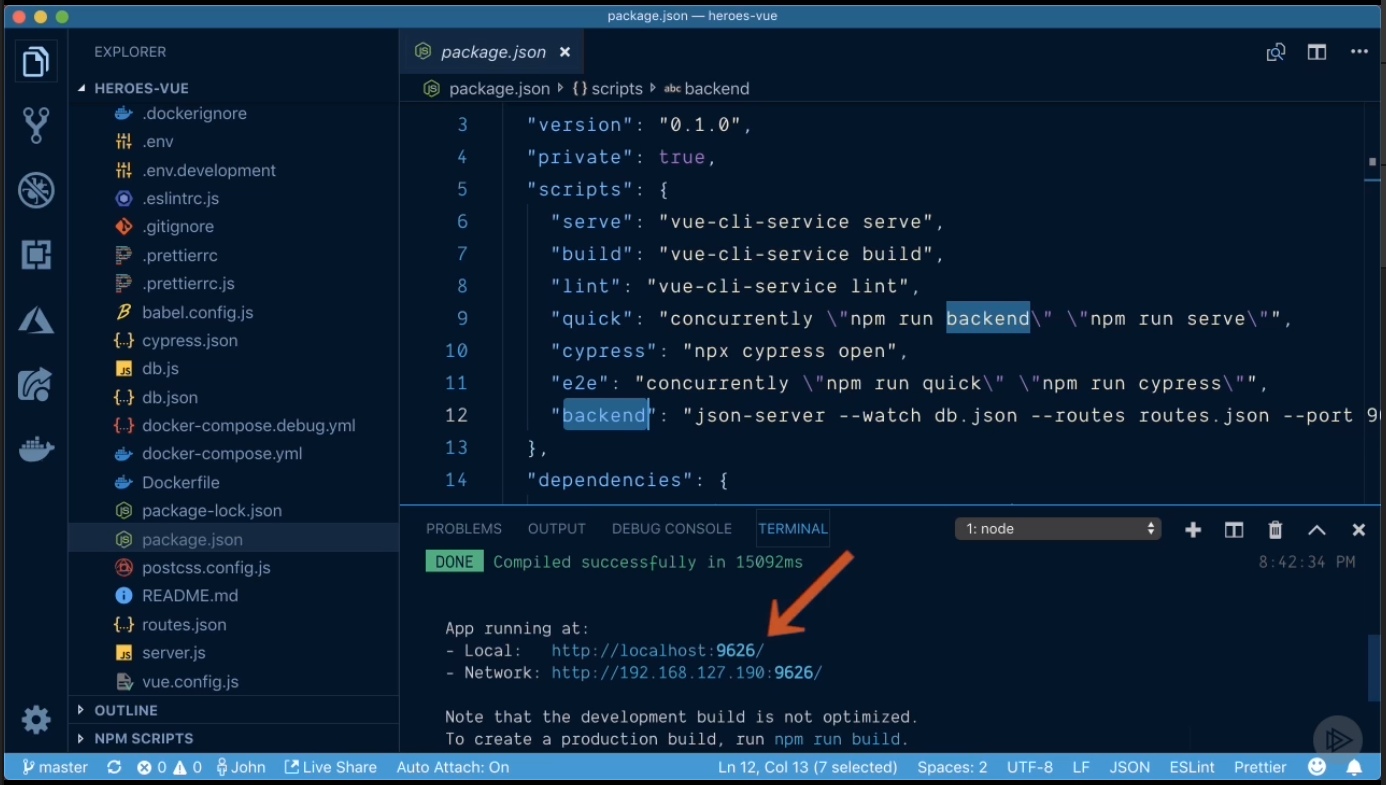 package.json — heroes-vue
EXPLORER
HEROES-VUE
.dockerignore
.env
.env.development
.eslintrc.js
.gitignore
.prettierrc
.prettierrc.js
babel.config.js
cypress.json
db.js
db.json
docker-compose.debug.yml
docker-compose.yml
Dockerfile
package-lock.json
package.json
postcss.config.js
README.md
routes.json
server.js
vue.config.js
OUTLINE
NPM SCRIPTS
package.json ×
package.json {} scripts abc backend
3 "version": "0.1.0",
4 "private": true,
5 "scripts": {
6 "serve": "vue-cli-service serve",
7 "build": "vue-cli-service build",
8 "lint": "vue-cli-service lint",
9 "quick": "concurrently \"npm run backend\" \"npm run serve\"",
10 "cypress": "npx cypress open",
11 "e2e": "concurrently \"npm run quick\" \"npm run cypress\"",
12 "backend": "json-server --watch db.json --routes routes.json --port 9
13 },
14 "dependencies": {
PROBLEMS OUTPUT DEBUG CONSOLE TERMINAL 1: node
DONE Compiled successfully in 15092ms 8:42:34 PM
App running at:
- Local: http://localhost:9626/
- Network: http://192.168.127.190:9626/
Note that the development build is not optimized.
To create a production build, run npm run build.
master 0 0 John Live Share Auto Attach: On Ln 12, Col 13 (7 selected) Spaces: 2 UTF-8 LF JSON ESLint Prettier